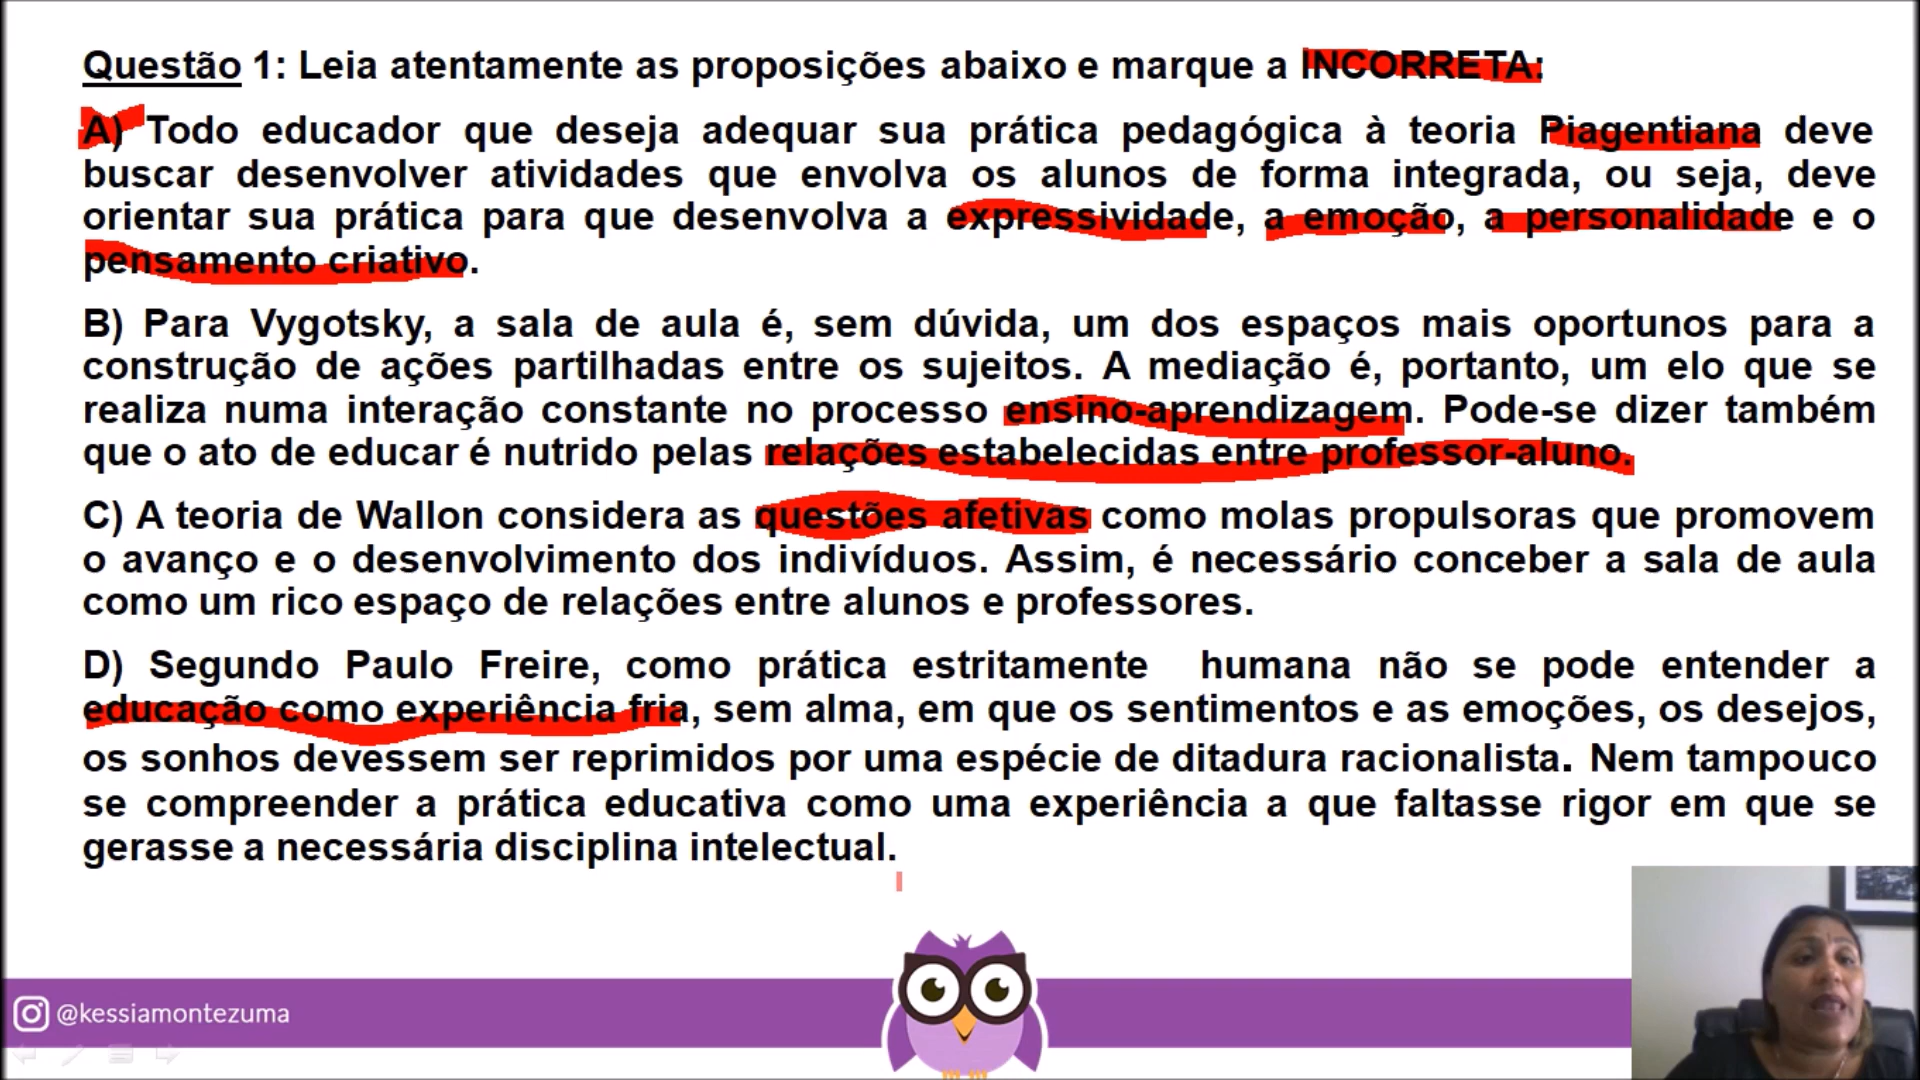 Questão 1: Leia atentamente as proposições abaixo e marque a INCORRETA:
A) Todo educador que deseja adequar sua prática pedagógica à teoria Piagentiana deve
buscar desenvolver atividades que envolva os alunos de forma integrada, ou seja, deve
orientar sua prática para que desenvolva a expressividade, a emoção, a personalidade e o
pensamento criativo.
B) Para Vygotsky, a sala de aula é, sem dúvida, um dos espaços mais oportunos para a
construção de ações partilhadas entre os sujeitos. A mediação é, portanto, um elo que se
realiza numa interação constante no processo ensino-aprendizagem. Pode-se dizer também
que o ato de educar é nutrido pelas relações estabelecidas entre professor-aluno.
C) A teoria de Wallon considera as questões afetivas como molas propulsoras que promovem
o avanço e o desenvolvimento dos indivíduos. Assim, é necessário conceber a sala de aula
como um rico espaço de relações entre alunos e professores.
D) Segundo Paulo Freire, como prática estritamente humana não se pode entender a
educação como experiência fria, sem alma, em que os sentimentos e as emoções, os desejos,
os sonhos devessem ser reprimidos por uma espécie de ditadura racionalista. Nem tampouco
se compreender a prática educativa como uma experiência a que faltasse rigor em que se
gerasse a necessária disciplina intelectual.
@kessiamontezuma